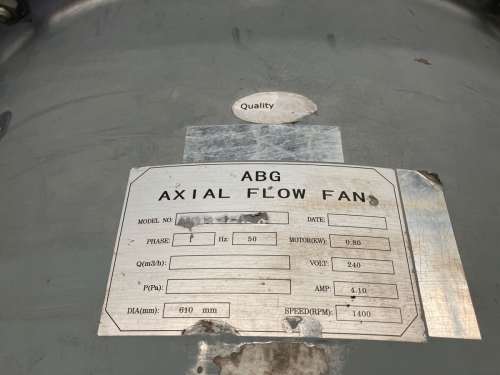 Quality
ABG
AXIAL FLOW FAN
MODEL NO:
DATE:
PHASE: 1 Hz 50 MOTOR(KW): 0.80
Q(m3/h): VOLT: 240
P(Pa): AMP: 4.10
DIA(mm): 610 mm SPEED(RPM): 1400